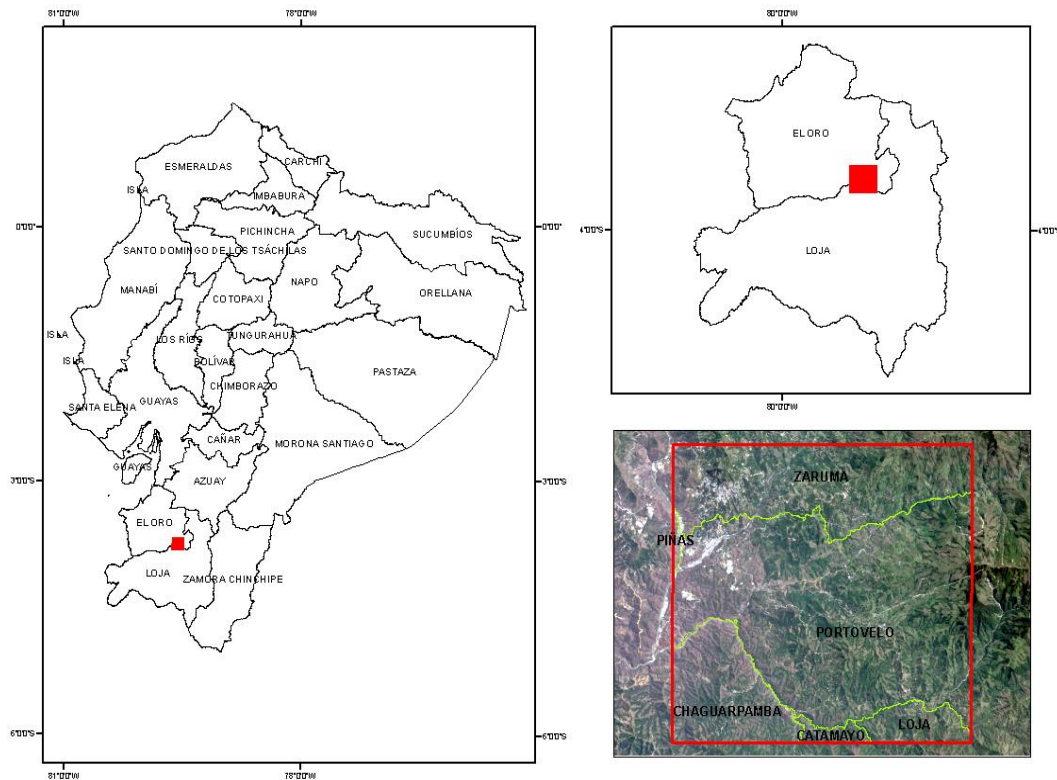 81°0'0"W
78°0'0"W
ESMERALDAS
CARCHI
ISLA
IMBABURA
0°0'0"
PICHINCHA
SUCUMBÍOS
0°0'0"
SANTO DOMINGO DE LOS TSÁCHILAS
NAPO
MANABÍ
COTOPAXI
ORELLANA
ISLA
LOS RÍOS
TUNGURAHUA
ISLA
BOLÍVAR
PASTAZA
CHIMBORAZO
SANTA ELENA
GUAYAS
CAÑAR
MORONA SANTIAGO
GUAYAS
AZUAY
3°0'0"S
3°0'0"S
EL ORO
LOJA
ZAMORA CHINCHIPE
6°0'0"S
6°0'0"S
81°0'0"W
78°0'0"W
80°0'0"W
EL ORO
4°0'0"S
LOJA
80°0'0"W
ZARUMA
PIÑAS
PORTOVELO
CHAGUARPAMBA
LOJA
CATAMAYO